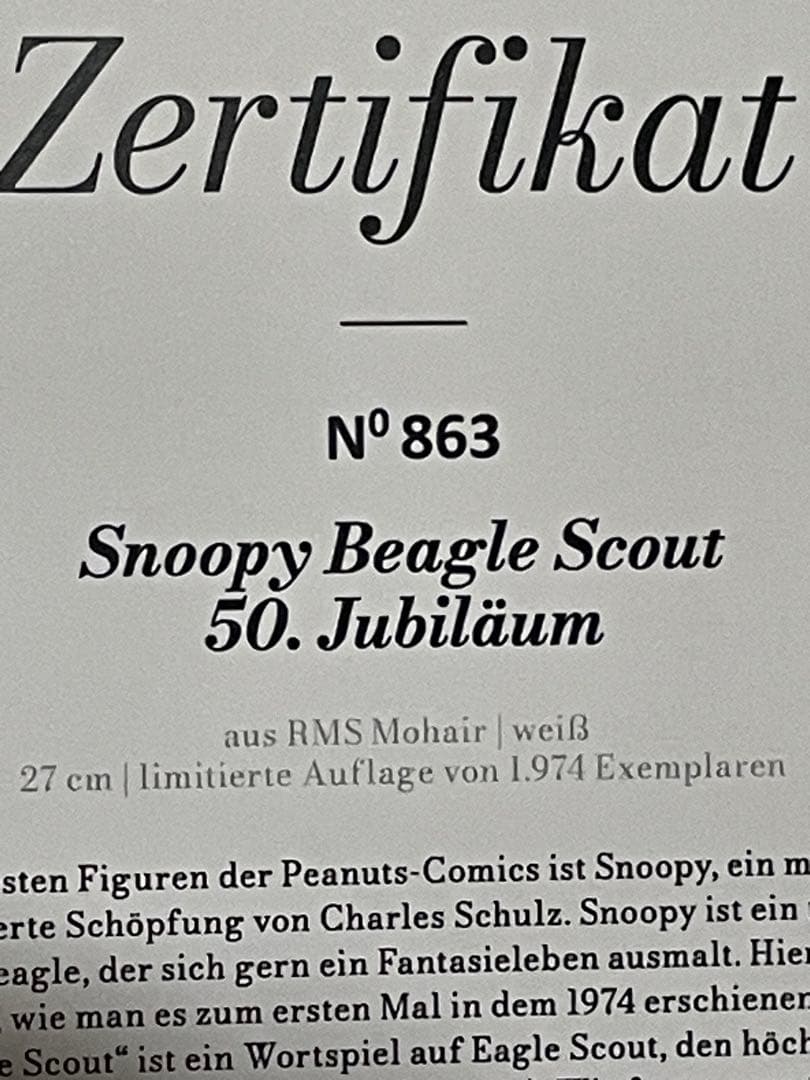 Zertifikat
Nº 863
Snoopy Beagle Scout
50. Jubiläum
aus RMS Mohair | weiß
27 cm | limitierte Auflage von 1.974 Exemplaren
sten Figuren der Peanuts-Comics ist Snoopy, ein m
erte Schöpfung von Charles Schulz. Snoopy ist ein
eagle, der sich gern ein Fantasieleben ausmalt. Hier
wie man es zum ersten Mal in dem 1974 erschienen
e Scout“ ist ein Wortspiel auf Eagle Scout, den höch